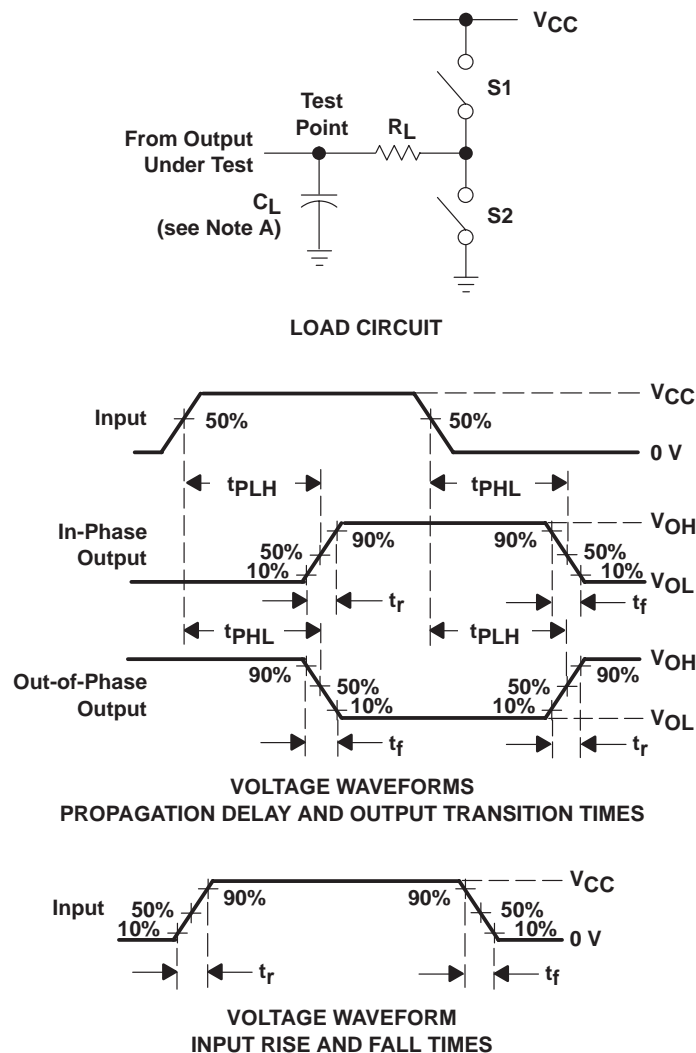 VCC
S1
Test
Point
RL
From Output
Under Test
CL
(see Note A)
S2
LOAD CIRCUIT
VCC
Input
50%
50%
0 V
tPLH
tPHL
VOH
In-Phase
Output
90%
90%
50%
50%
10%
10%
VOL
tr
tf
tPHL
tPLH
VOH
90%
90%
Out-of-Phase
Output
50%
50%
10%
10%
VOL
tf
tr
VOLTAGE WAVEFORMS
PROPAGATION DELAY AND OUTPUT TRANSITION TIMES
VCC
Input
90%
90%
50%
50%
10%
10%
0 V
tr
tf
VOLTAGE WAVEFORM
INPUT RISE AND FALL TIMES